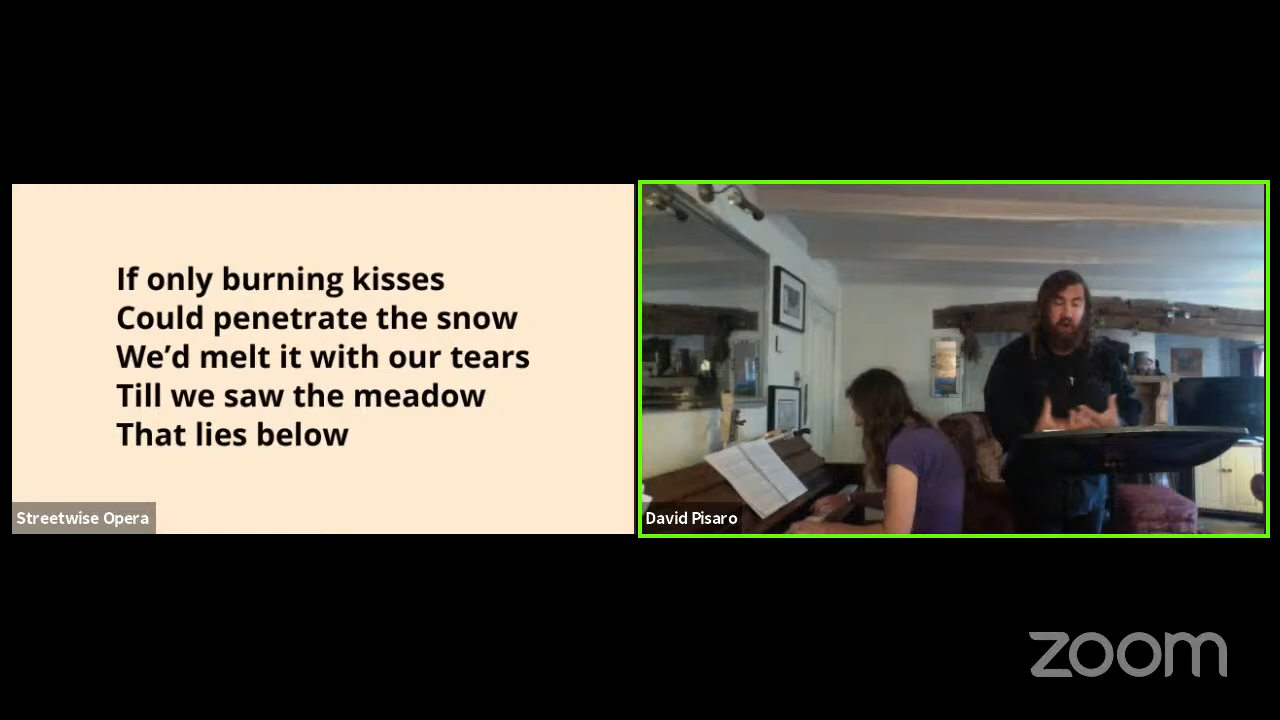 If only burning kisses
Could penetrate the snow
We'd melt it with our tears
Till we saw the meadow
That lies below
Streetwise Opera
David Pisaro
zoom